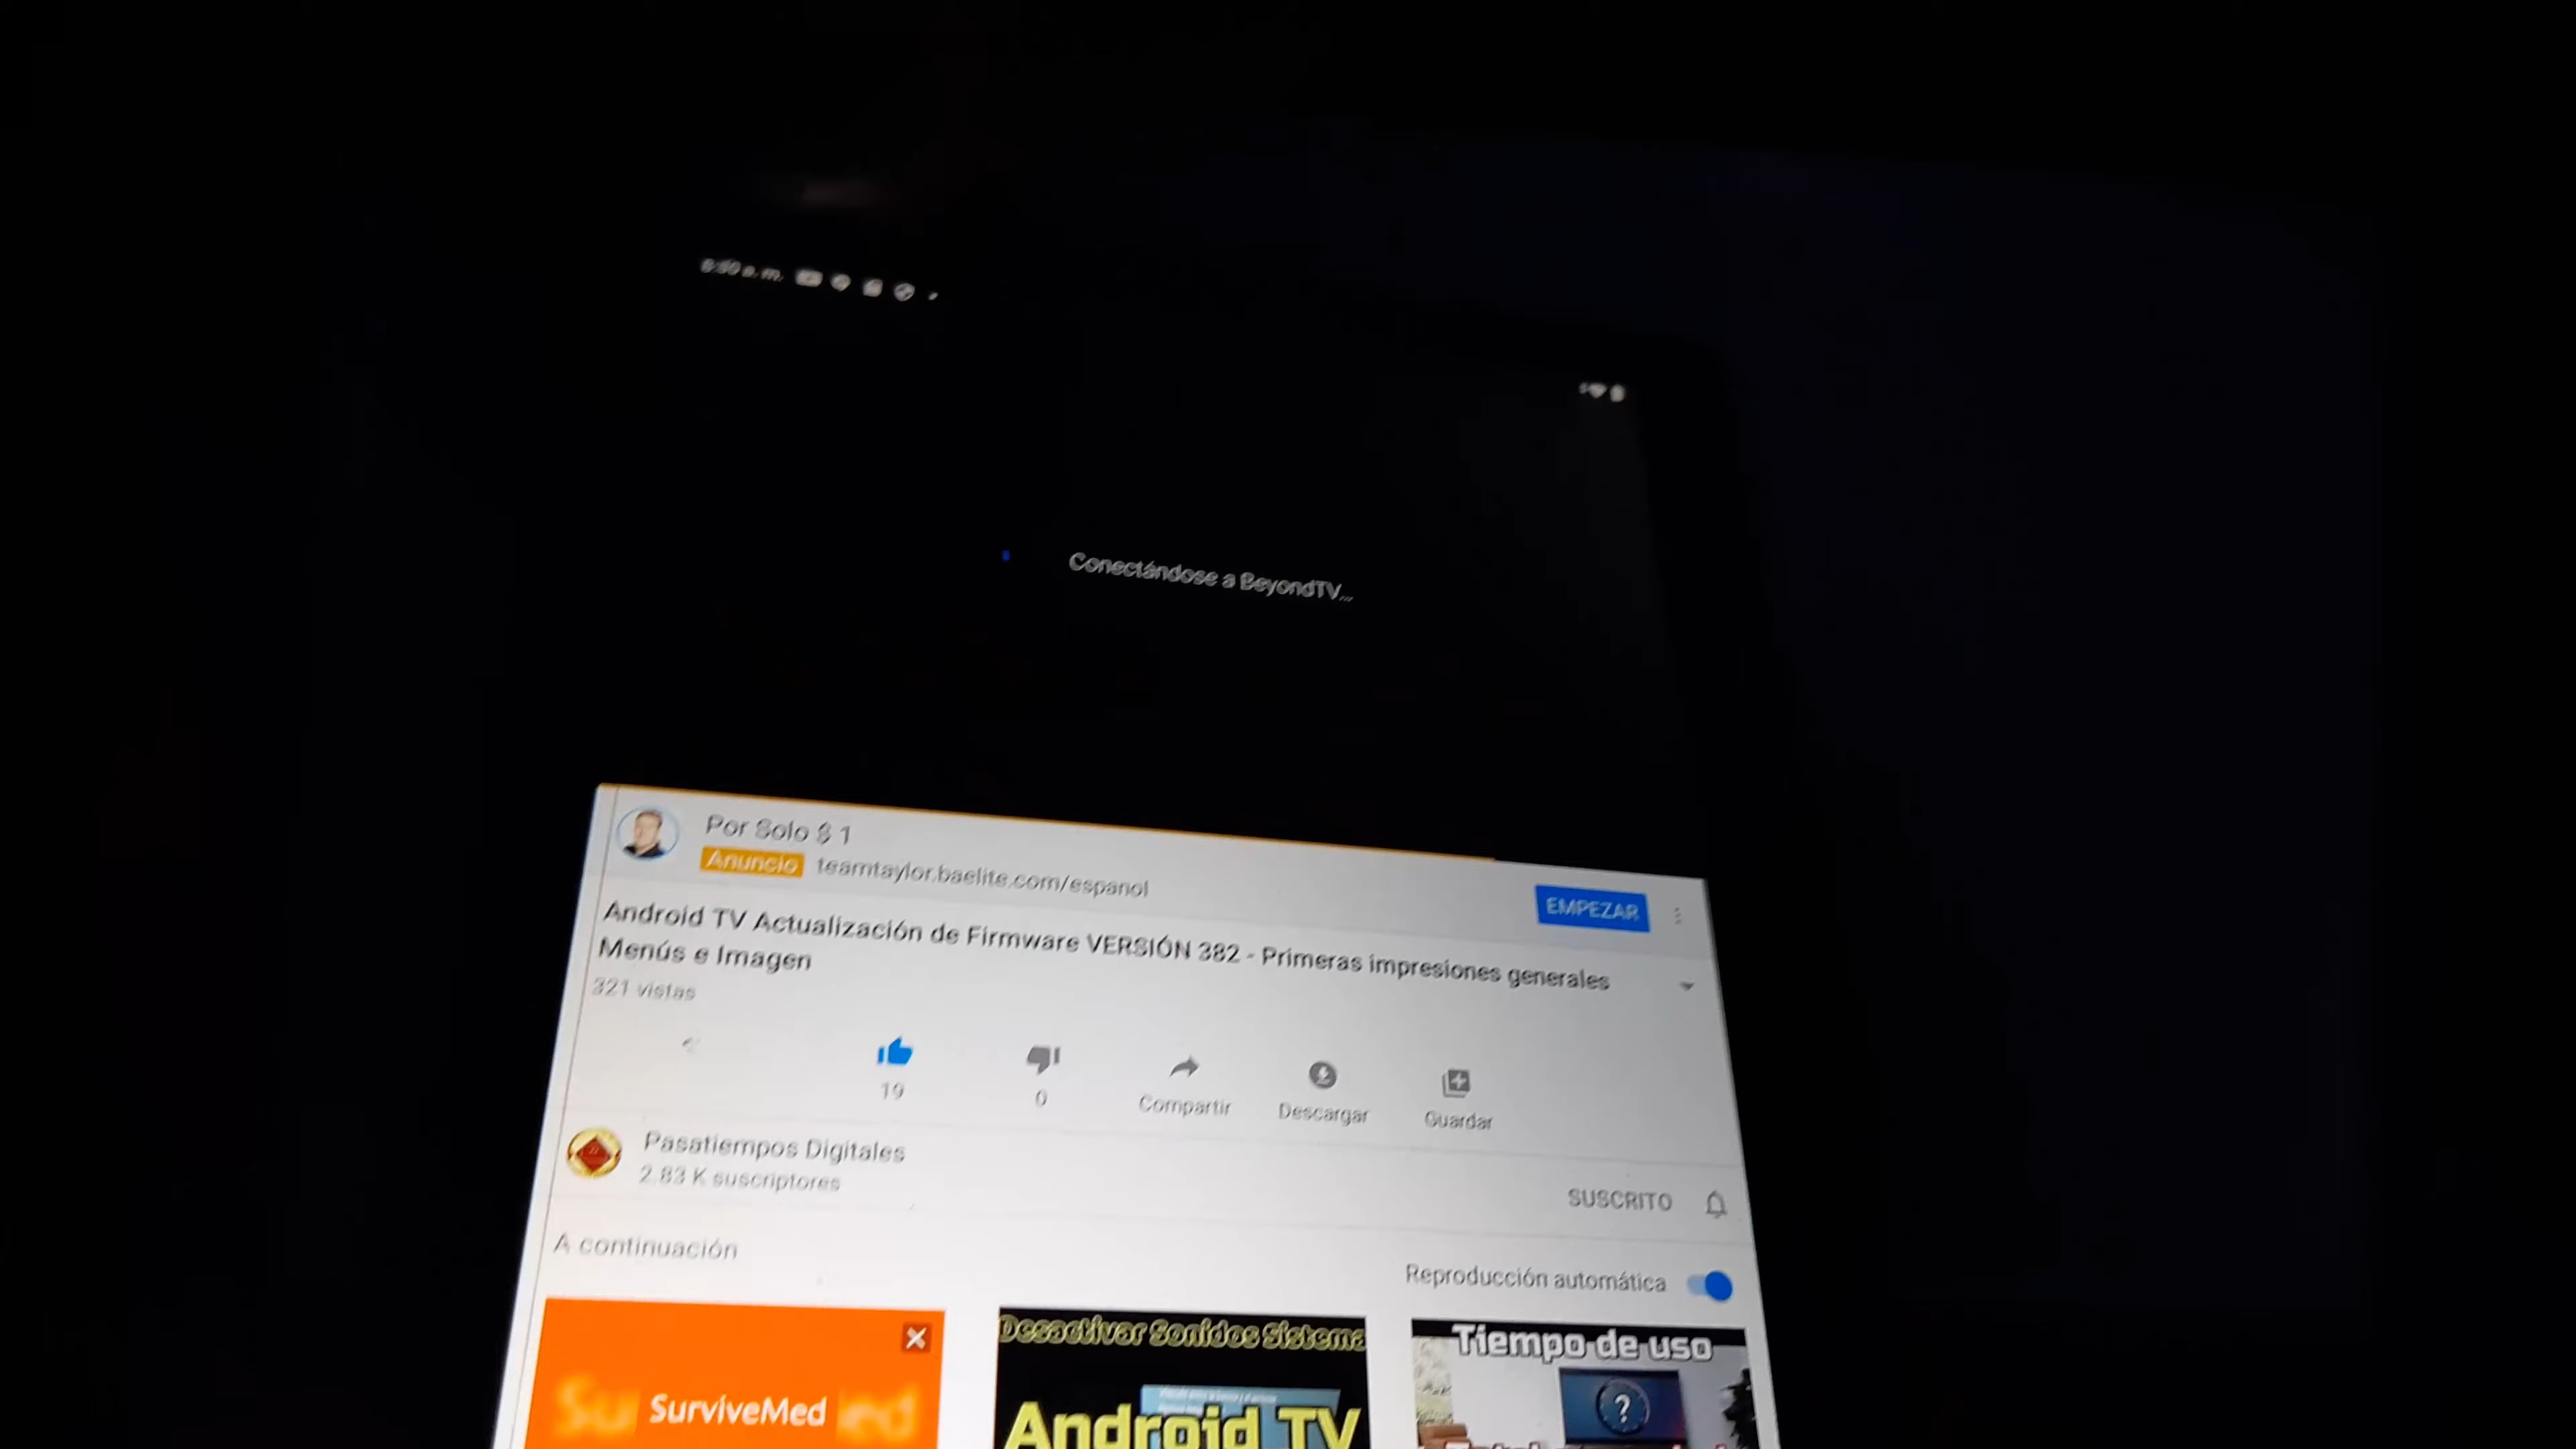 Conectándose a BeyondTV...
Por Solo $ 1
Anuncio teamtaylor.baelite.com/espanol
EMPEZAR
Android TV Actualización de Firmware VERSIÓN 382 - Primeras impresiones generales
Menús e Imagen
321 vistas
19
0
Compartir
Descargar
Guardar
Pasatiempos Digitales
2.83 K suscriptores
SUSCRITO
A continuación
Reproducción automática
SurviveMed
Desactivar Sonidos Sistema
Android TV
Tiempo de uso
?